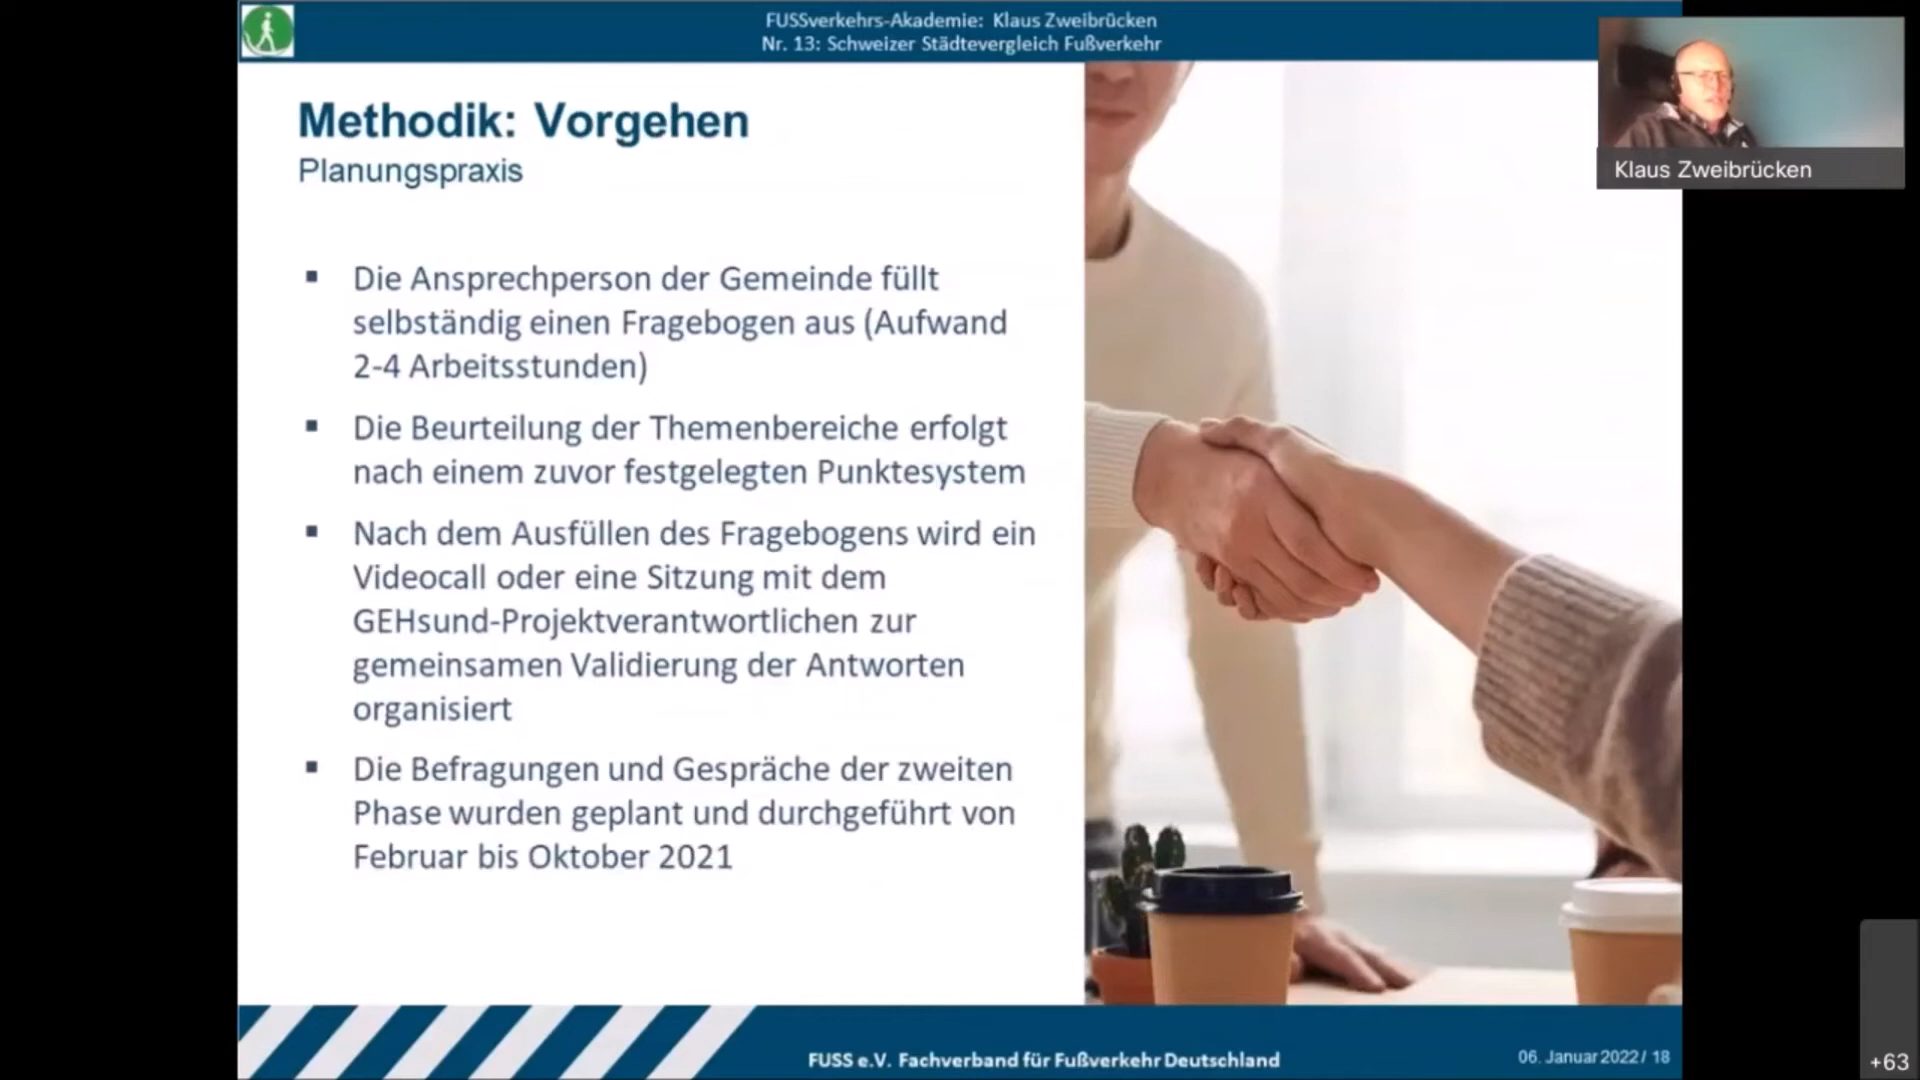 FUSSverkehrs-Akademie: Klaus Zweibrücken
Nr. 13: Schweizer Städtevergleich Fußverkehr
Klaus Zweibrücken
Methodik: Vorgehen
Planungspraxis
▪ Die Ansprechperson der Gemeinde füllt
selbständig einen Fragebogen aus (Aufwand
2-4 Arbeitsstunden)
▪ Die Beurteilung der Themenbereiche erfolgt
nach einem zuvor festgelegten Punktesystem
▪ Nach dem Ausfüllen des Fragebogens wird ein
Videocall oder eine Sitzung mit dem
GEHsund-Projektverantwortlichen zur
gemeinsamen Validierung der Antworten
organisiert
▪ Die Befragungen und Gespräche der zweiten
Phase wurden geplant und durchgeführt von
Februar bis Oktober 2021
FUSS e.V. Fachverband für Fußverkehr Deutschland
06. Januar 2022 / 18
+63